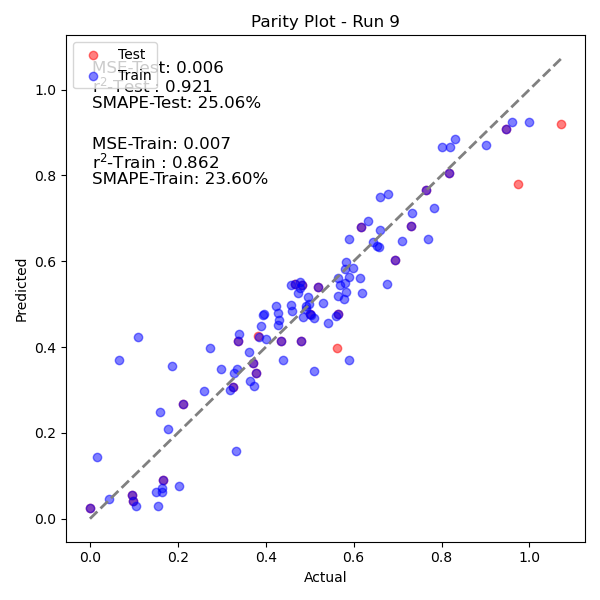 Parity Plot - Run 9
Test
Train
MSE-Test: 0.006
r²-Test : 0.921
SMAPE-Test: 25.06%
MSE-Train: 0.007
r²-Train : 0.862
SMAPE-Train: 23.60%
Predicted
1.0
0.8
0.6
0.4
0.2
0.0
0.0 0.2 0.4 0.6 0.8 1.0
Actual